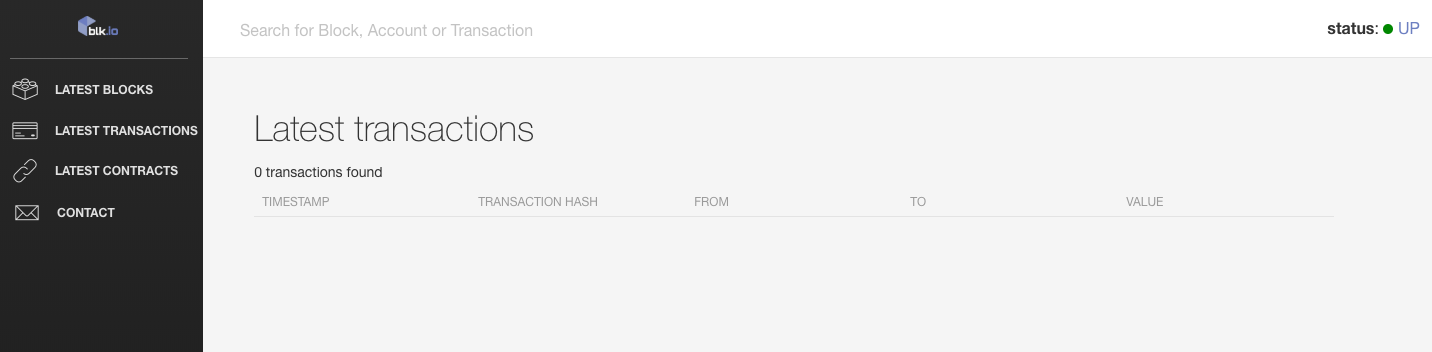 blk.io
Search for Block, Account or Transaction
status: UP
LATEST BLOCKS
LATEST TRANSACTIONS
LATEST CONTRACTS
CONTACT
Latest transactions
0 transactions found
TIMESTAMP TRANSACTION HASH FROM TO VALUE